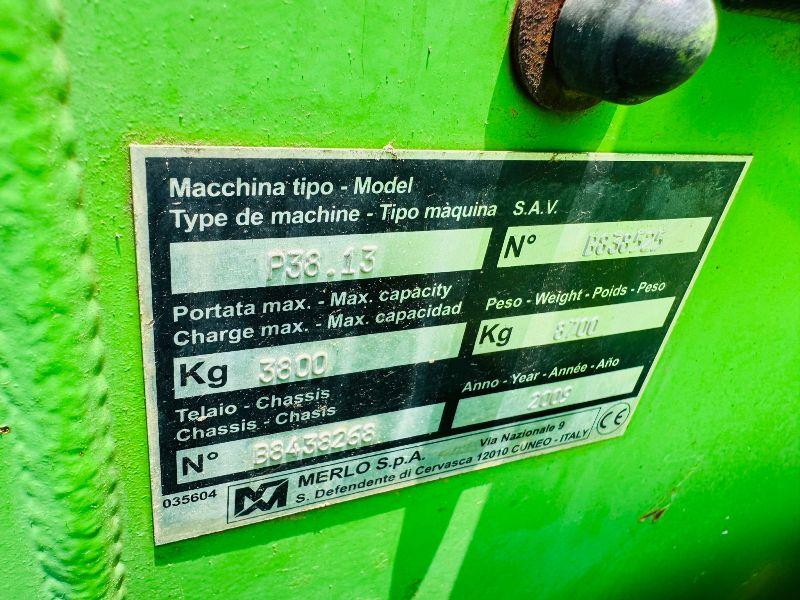 Macchina tipo - Model
Type de machine - Tipo maquina S.A.V.
P38.13
N° B838525
Portata max. - Max. capacity
Charge max. - Max. capacidad
Peso - Weight - Poids - Peso
Kg 3800
Kg 8700
Telaio - Chassis
Chassis - Chasis
Anno - Year - Année - Año
N° B8438268
2009
035604
MERLO S.p.A. Via Nazionale 9
S. Defendente di Cervasca 12010 CUNEO - ITALY
CE